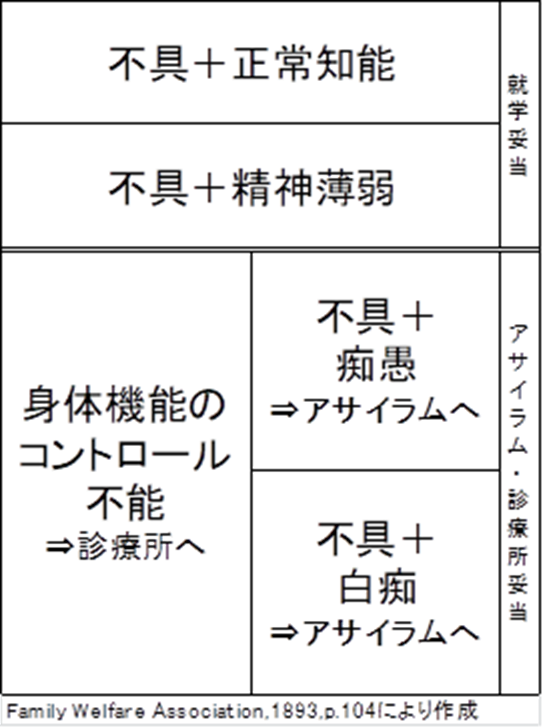 不具＋正常知能
不具＋精神薄弱
就学妥当
身体機能の
コントロール
不能
⇒診療所へ
不具＋
痴愚
⇒アサイラムへ
不具＋
白痴
⇒アサイラムへ
アサイラム・診療所妥当
Family Welfare Association,1893,p.104により作成